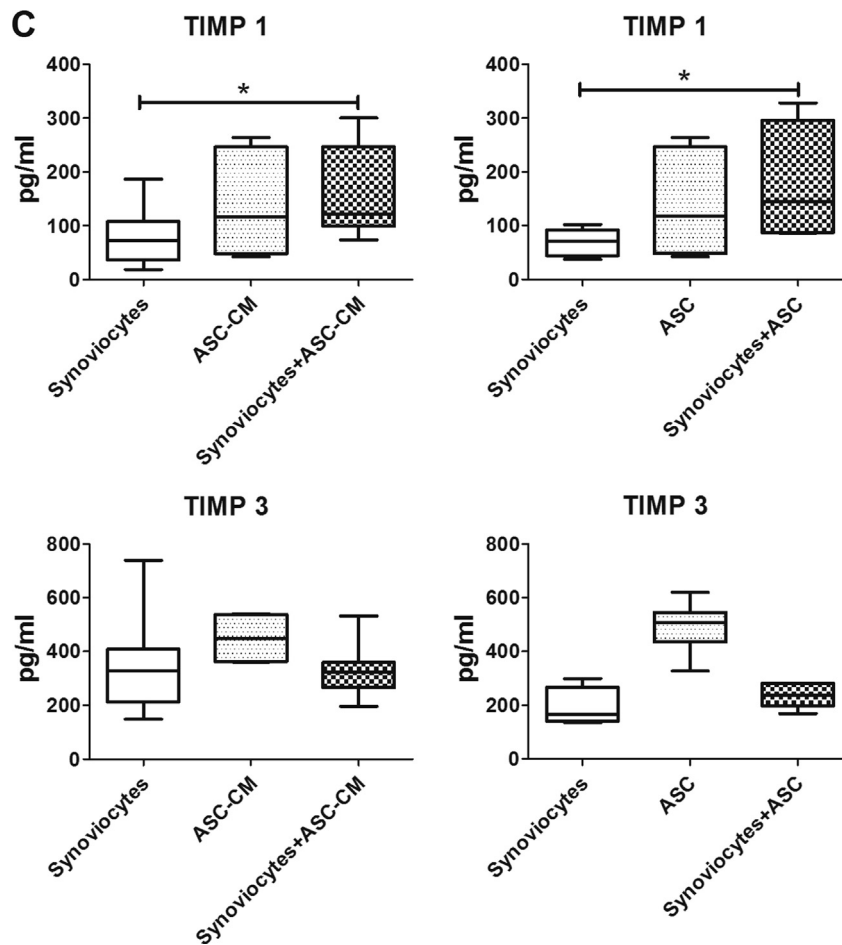 C
TIMP 1
pg/ml
400
300
200
100
0
*
Synoviocytes
ASC-CM
Synoviocytes+ASC-CM
TIMP 1
pg/ml
400
300
200
100
0
*
Synoviocytes
ASC
Synoviocytes+ASC
TIMP 3
pg/ml
800
600
400
200
0
Synoviocytes
ASC-CM
Synoviocytes+ASC-CM
TIMP 3
pg/ml
800
600
400
200
0
Synoviocytes
ASC
Synoviocytes+ASC